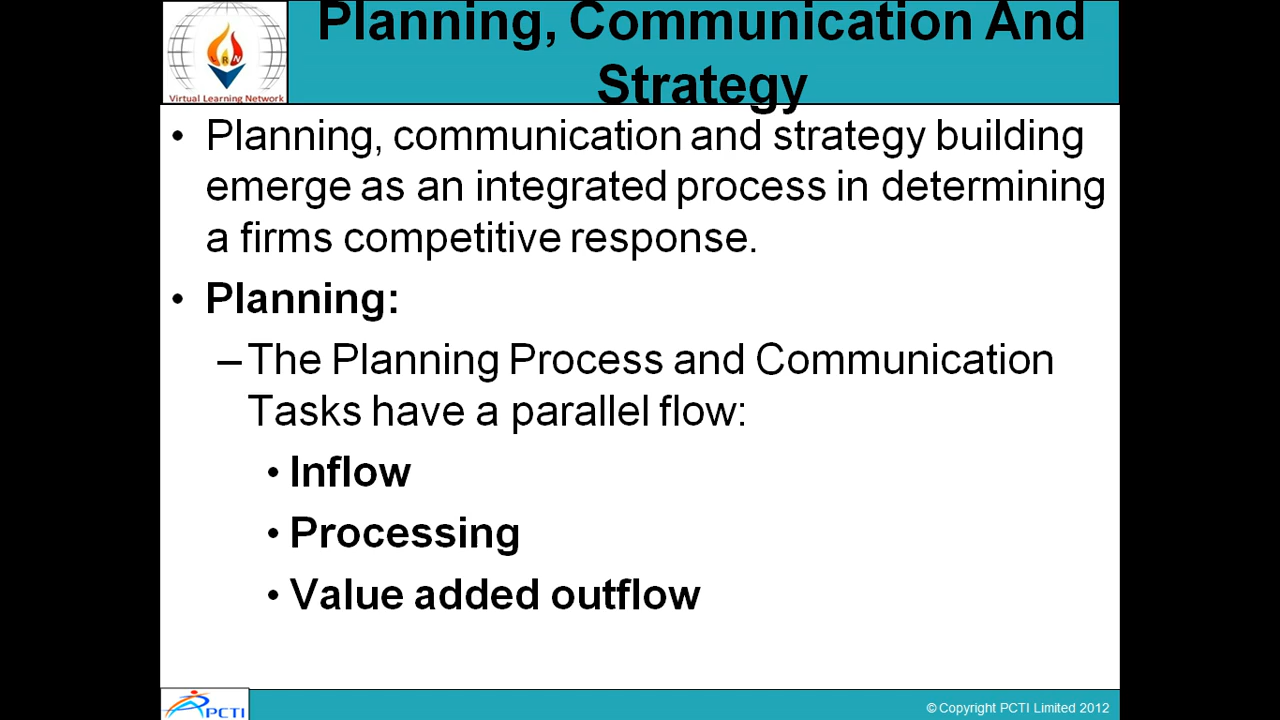 Planning, Communication And
Strategy
VLN
Virtual Learning Network
• Planning, communication and strategy building
emerge as an integrated process in determining
a firms competitive response.
• Planning:
– The Planning Process and Communication
Tasks have a parallel flow:
• Inflow
• Processing
• Value added outflow
PCTI
© Copyright PCTI Limited 2012